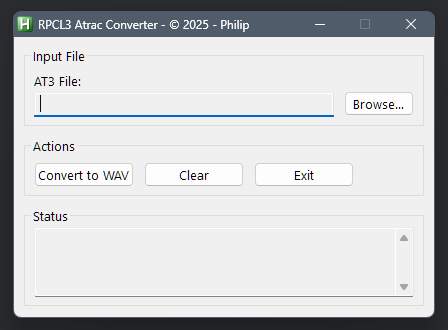 RPCL3 Atrac Converter - © 2025 - Philip
Input File
AT3 File:
Browse...
Actions
Convert to WAV
Clear
Exit
Status